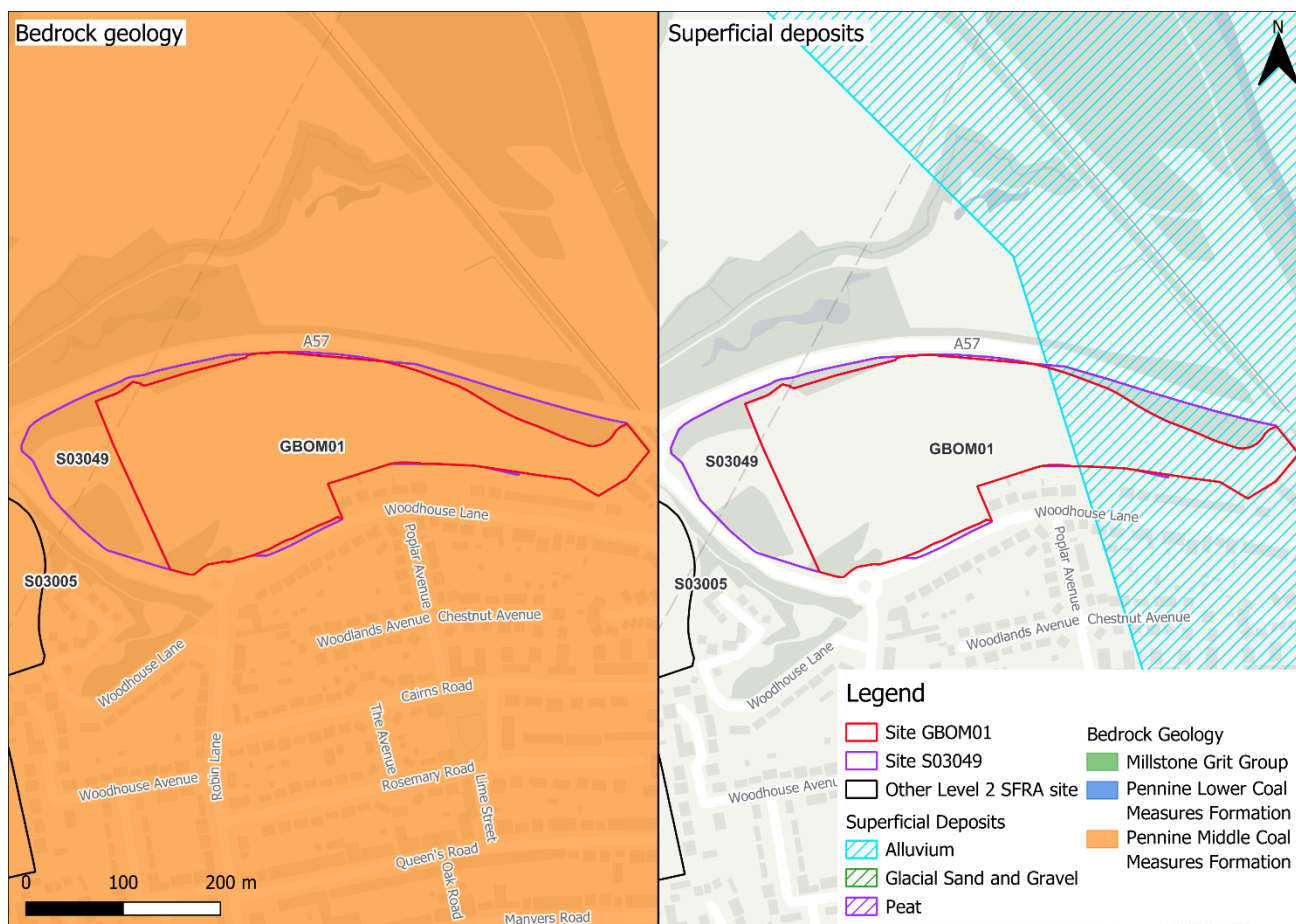 Bedrock geology
A57
S03049
GBOM01
Woodhouse Lane
Poplar Avenue
S03005
Woodlands Avenue
Chestnut Avenue
Woodhouse Lane
Cairns Road
The Avenue
Robin Lane
Rosemary Road
Woodhouse Avenue
Lime Street
Queen's Road
Oak Road
Manvers Road
0 100 200 m
Superficial deposits
N
A57
S03049
GBOM01
Woodhouse Lane
Poplar Avenue
S03005
Woodlands Avenue
Chestnut Avenue
Woodhouse Lane
Woodhouse Avenue
Legend
Site GBOM01
Site S03049
Other Level 2 SFRA site
Superficial Deposits
Alluvium
Glacial Sand and Gravel
Peat
Bedrock Geology
Millstone Grit Group
Pennine Lower Coal
Measures Formation
Pennine Middle Coal
Measures Formation